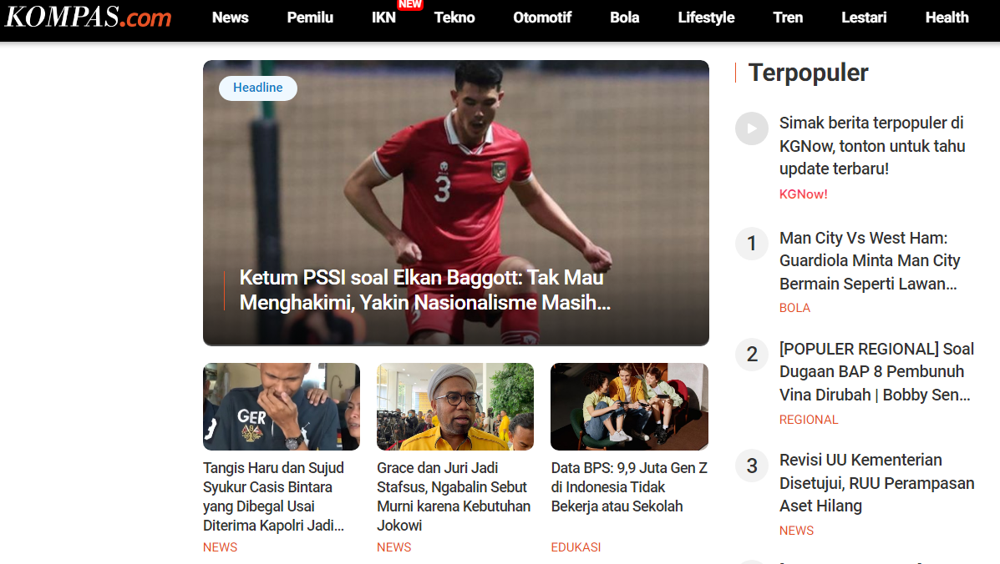 KOMPAS.com
News
Pemilu
IKN
NEW
Tekno
Otomotif
Bola
Lifestyle
Tren
Lestari
Health
Headline
3
Ketum PSSI soal Elkan Baggott: Tak Mau
Menghakimi, Yakin Nasionalisme Masih...
GER
Tangis Haru dan Sujud
Syukur Casis Bintara
yang Dibegal Usai
Diterima Kapolri Jadi...
NEWS
Grace dan Juri Jadi
Stafsus, Ngabalin Sebut
Murni karena Kebutuhan
Jokowi
NEWS
Data BPS: 9,9 Juta Gen Z
di Indonesia Tidak
Bekerja atau Sekolah
EDUKASI
Terpopuler
Simak berita terpopuler di
KGNow, tonton untuk tahu
update terbaru!
KGNow!
1
Man City Vs West Ham:
Guardiola Minta Man City
Bermain Seperti Lawan...
BOLA
2
[POPULER REGIONAL] Soal
Dugaan BAP 8 Pembunuh
Vina Dirubah | Bobby Sen...
REGIONAL
3
Revisi UU Kementerian
Disetujui, RUU Perampasan
Aset Hilang
NEWS